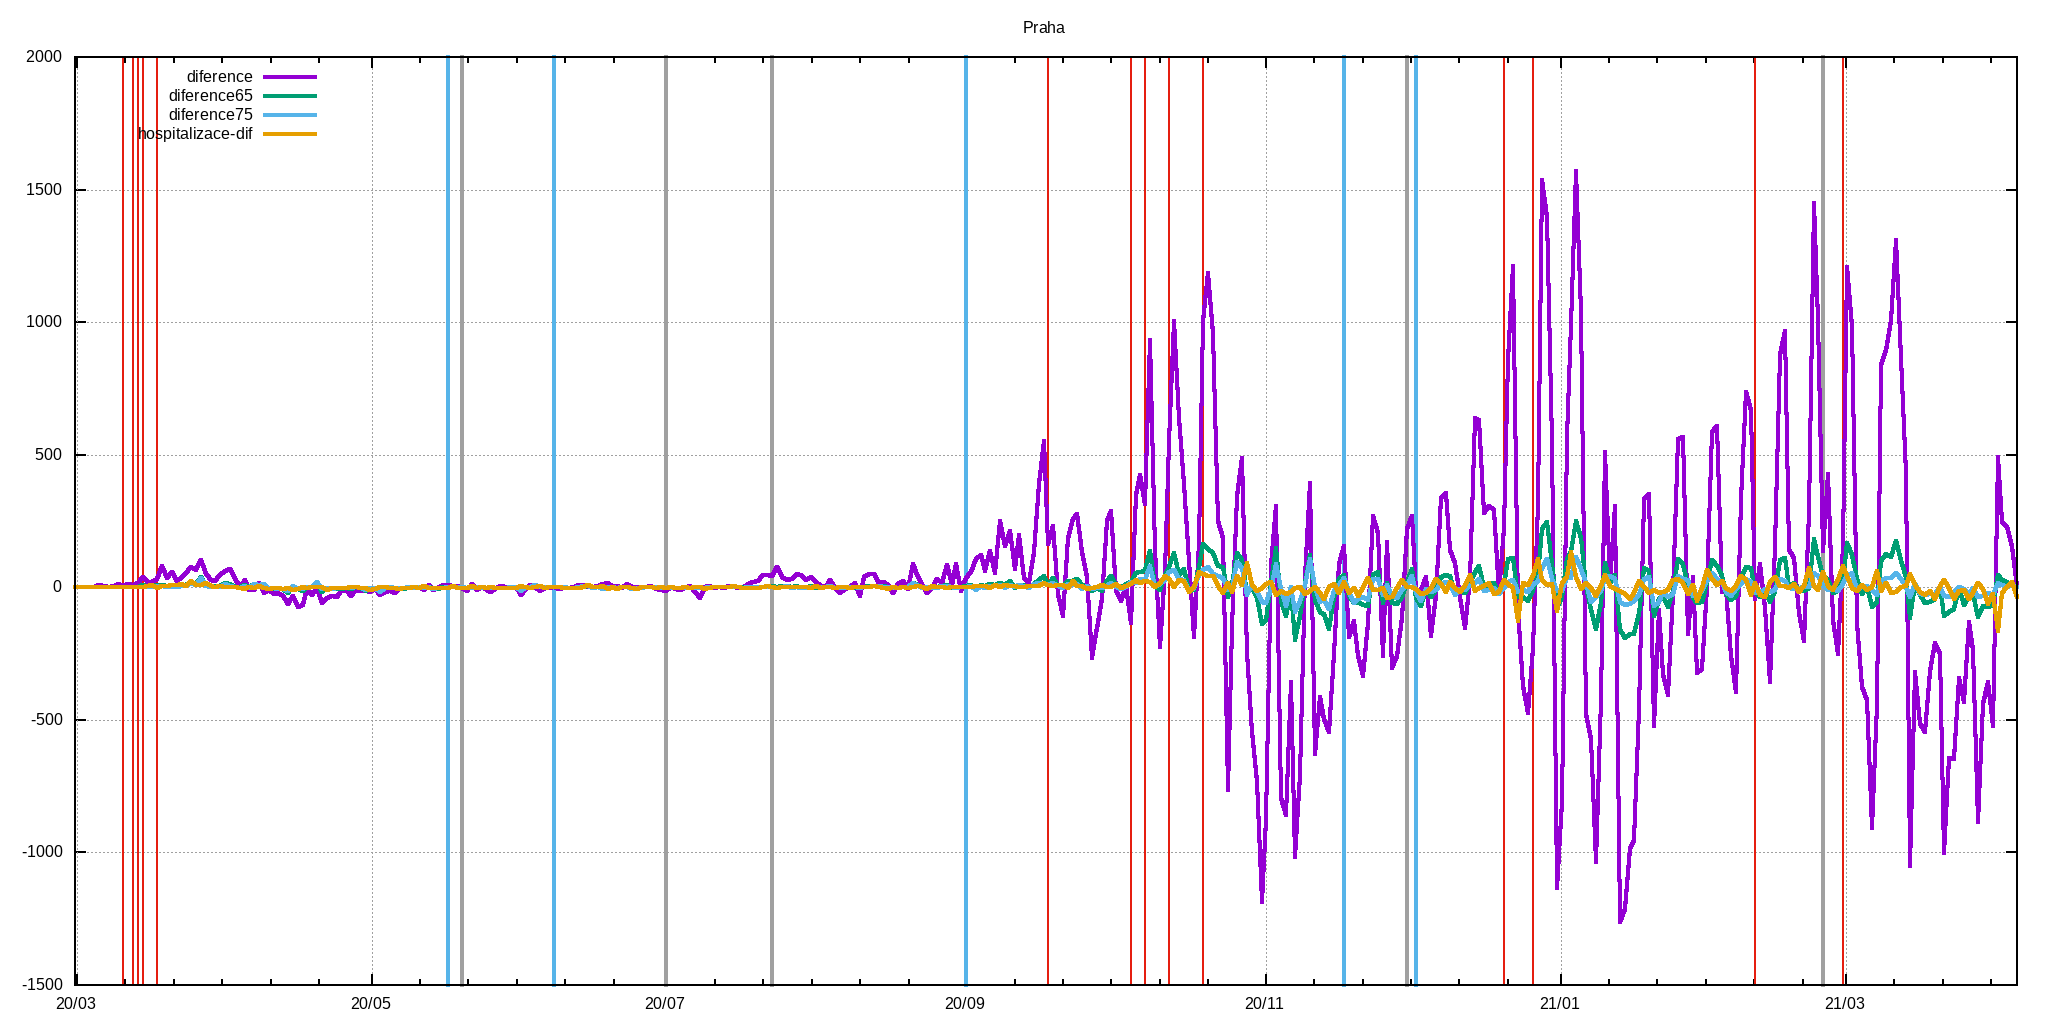 Praha
2000
diference
diference65
diference75
hospitalizace-dif
1500
1000
500
0
-500
-1000
-1500
20/03 20/05 20/07 20/09 20/11 21/01 21/03